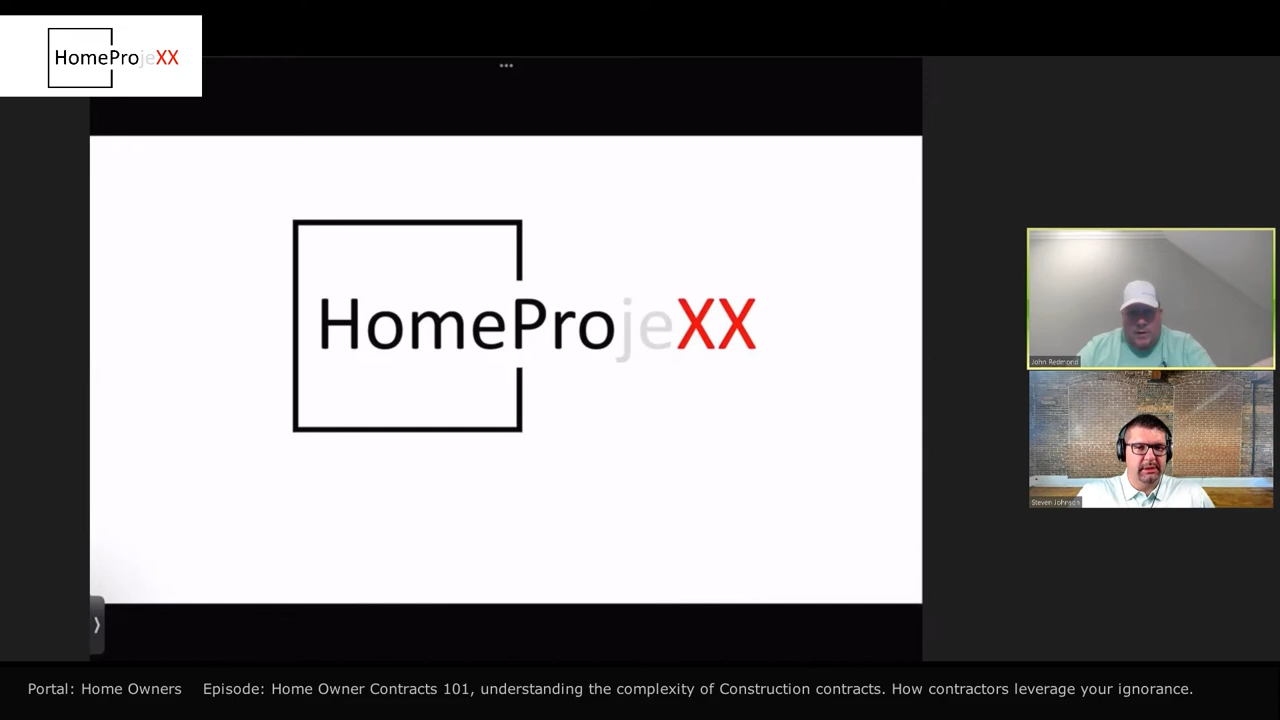 HomeProjeXX
HomeProjeXX
John Redmond
Steven Johnson
Portal: Home Owners Episode: Home Owner Contracts 101, understanding the complexity of Construction contracts. How contractors leverage your ignorance.